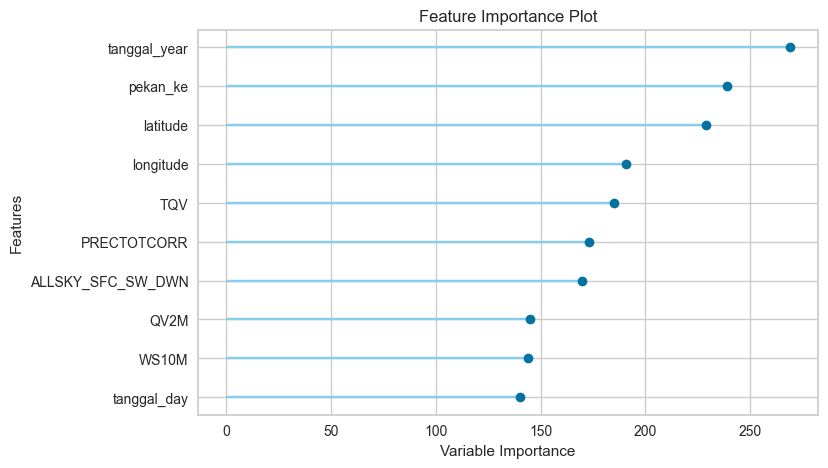 Feature Importance Plot
Features
tanggal_year
pekan_ke
latitude
longitude
TQV
PRECTOTCORR
ALLSKY_SFC_SW_DWN
QV2M
WS10M
tanggal_day
0 50 100 150 200 250
Variable Importance